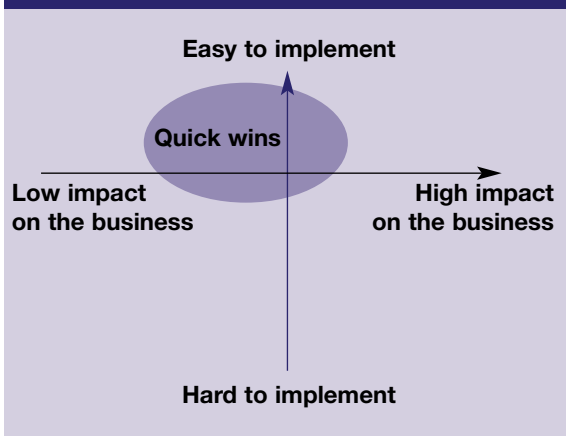 Easy to implement
Quick wins
Low impact
on the business
High impact
on the business
Hard to implement